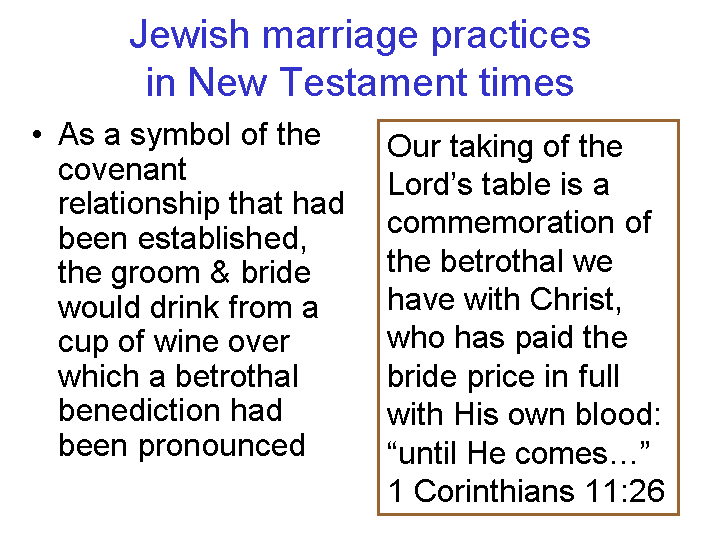 Jewish marriage practices
in New Testament times
• As a symbol of the
covenant
relationship that had
been established,
the groom & bride
would drink from a
cup of wine over
which a betrothal
benediction had
been pronounced
Our taking of the
Lord’s table is a
commemoration of
the betrothal we
have with Christ,
who has paid the
bride price in full
with His own blood:
“until He comes…”
1 Corinthians 11:26